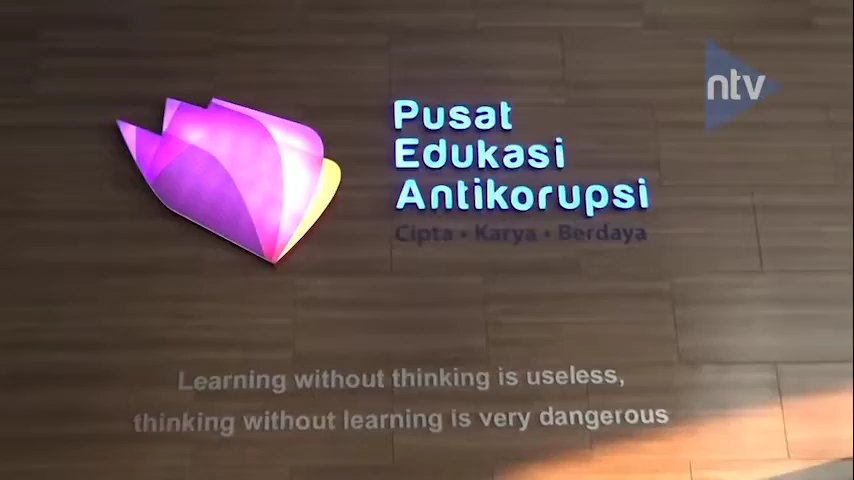 ntv
Pusat
Edukasi
Antikorupsi
Cipta • Karya • Berdaya
Learning without thinking is useless,
thinking without learning is very dangerous